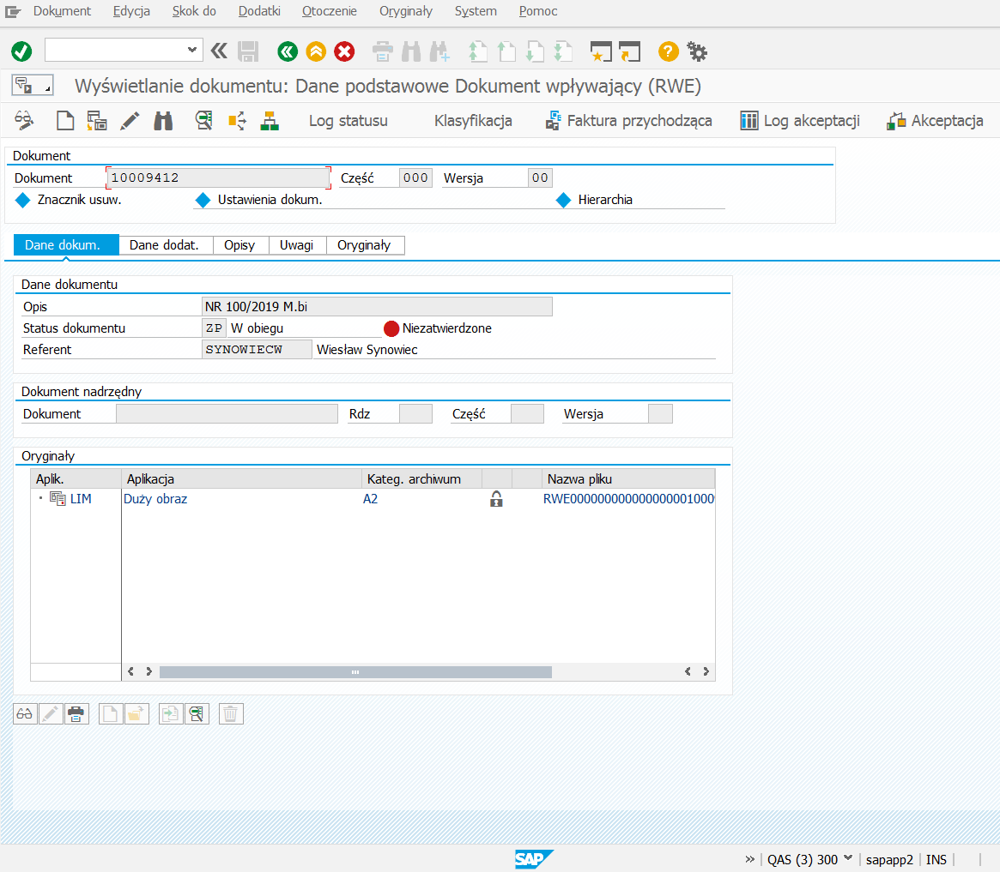 Dokument Edycja Skok do Dodatki Otoczenie Oryginały System Pomoc
Wyświetlanie dokumentu: Dane podstawowe Dokument wpływający (RWE)
Log statusu Klasyfikacja Faktura przychodząca Log akceptacji Akceptacja
Dokument
Dokument 10009412 Część 000 Wersja 00
Znacznik usuw. Ustawienia dokum. Hierarchia
Dane dokum. Dane dodat. Opisy Uwagi Oryginały
Dane dokumentu
Opis NR 100/2019 M.bi
Status dokumentu ZP W obiegu Niezatwierdzone
Referent SYNOWIECW Wiesław Synowiec
Dokument nadrzędny
Dokument Rdz Część Wersja
Oryginały
Aplik. Aplikacja Kateg. archiwum Nazwa pliku
LIM Duży obraz A2 RWE0000000000000000010009
SAP QAS (3) 300 sapapp2 INS